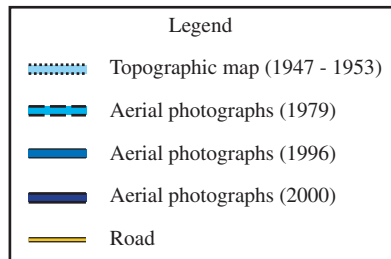 Legend
Topographic map (1947 - 1953)
Aerial photographs (1979)
Aerial photographs (1996)
Aerial photographs (2000)
Road